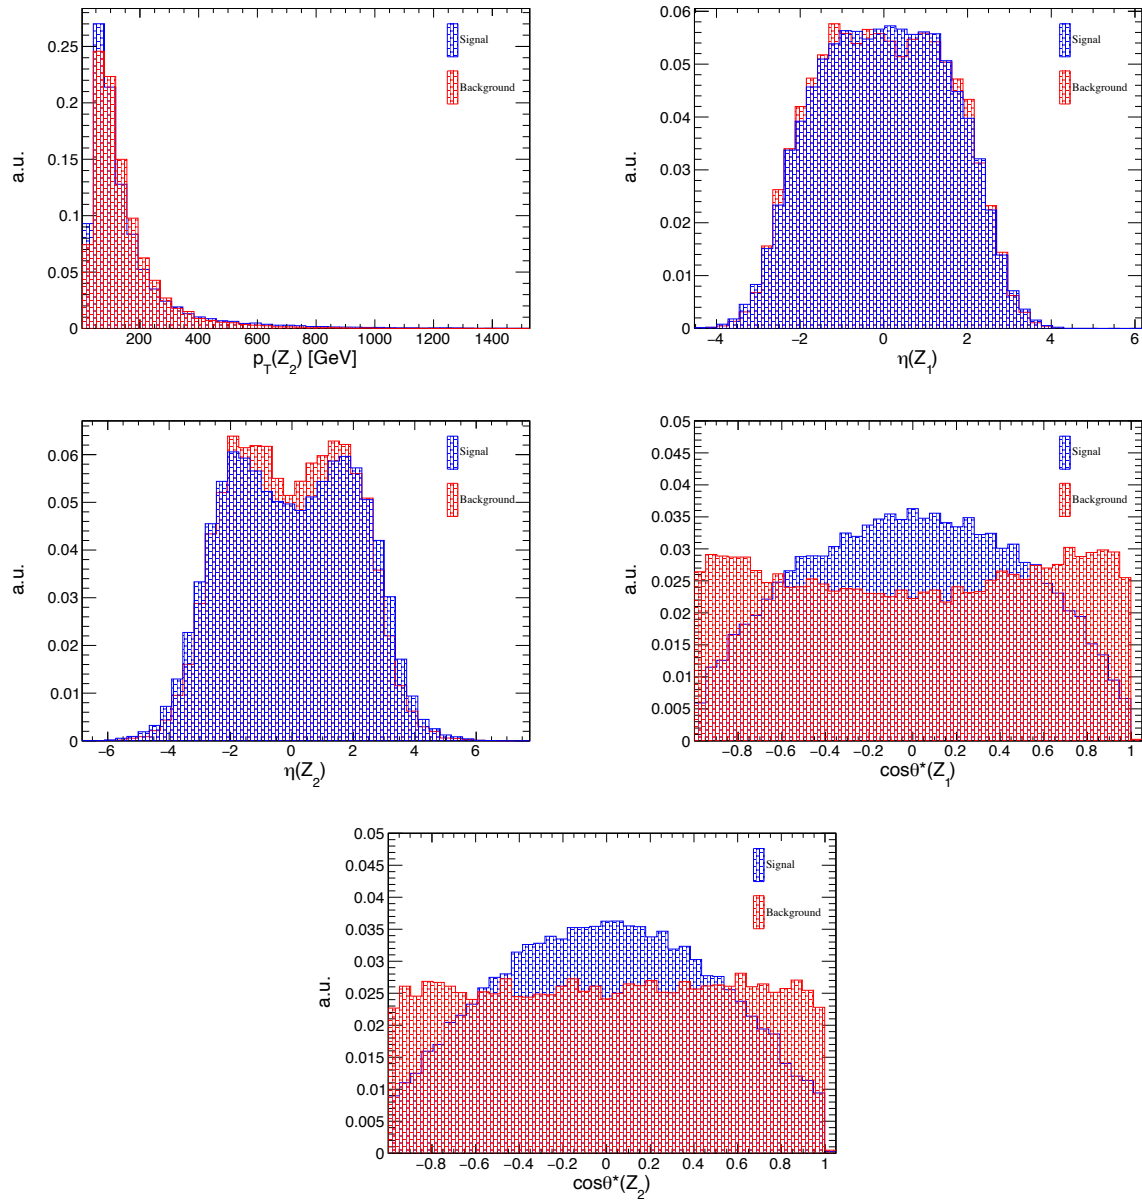 0.25
0.2
0.15
0.1
0.05
0
a.u.
Signal
Background
200 400 600 800 1000 1200 1400
p_T(Z_2) [GeV]
0.06
0.05
0.04
0.03
0.02
0.01
0
a.u.
Signal
Background
−4 −2 0 2 4 6
η(Z_1)
0.06
0.05
0.04
0.03
0.02
0.01
0
a.u.
Signal
Background
−6 −4 −2 0 2 4 6
η(Z_2)
0.05
0.045
0.04
0.035
0.03
0.025
0.02
0.015
0.01
0.005
0
a.u.
Signal
Background
−0.8 −0.6 −0.4 −0.2 0 0.2 0.4 0.6 0.8 1
cosθ*(Z_1)
0.05
0.045
0.04
0.035
0.03
0.025
0.02
0.015
0.01
0.005
0
a.u.
Signal
Background
−0.8 −0.6 −0.4 −0.2 0 0.2 0.4 0.6 0.8 1
cosθ*(Z_2)